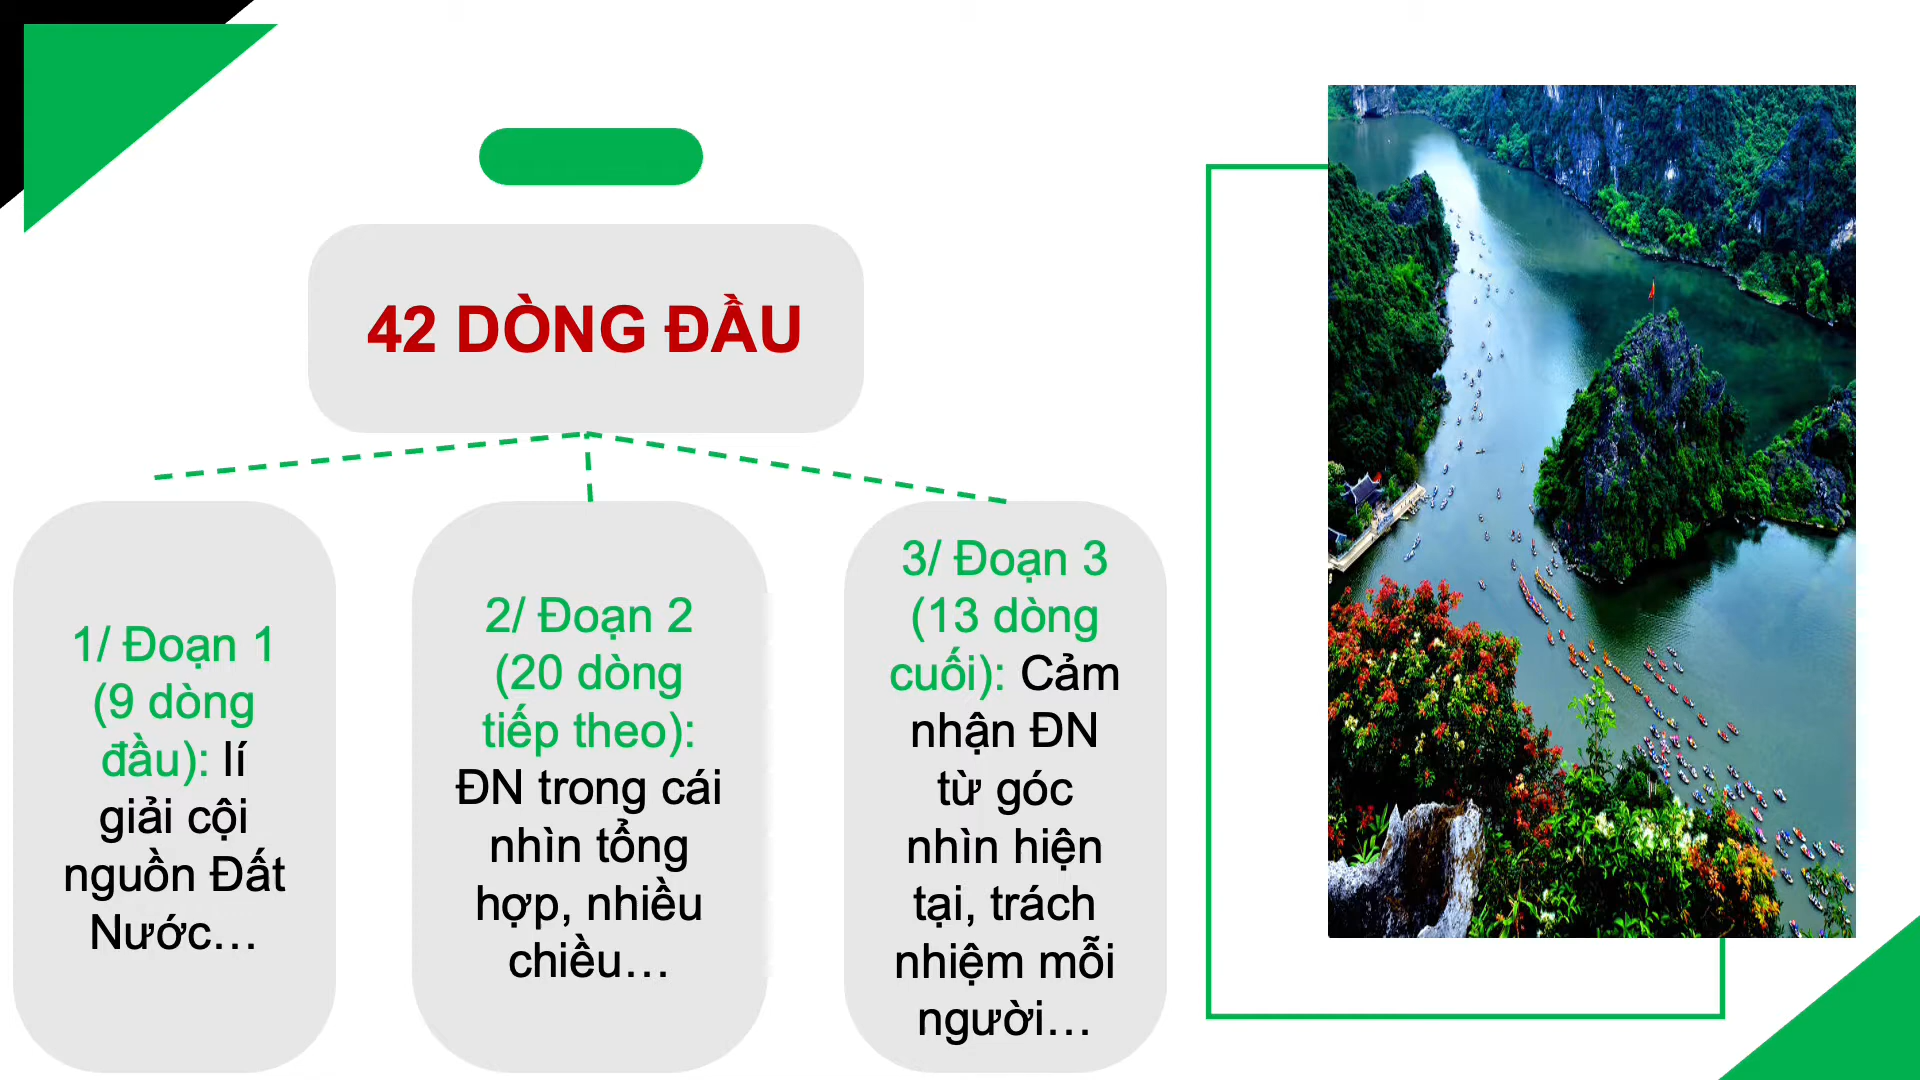 42 DÒNG ĐẦU
1/ Đoạn 1
(9 dòng
đầu): lí
giải cội
nguồn Đất
Nước…
2/ Đoạn 2
(20 dòng
tiếp theo):
ĐN trong cái
nhìn tổng
hợp, nhiều
chiều…
3/ Đoạn 3
(13 dòng
cuối): Cảm
nhận ĐN
từ góc
nhìn hiện
tại, trách
nhiệm mỗi
người…